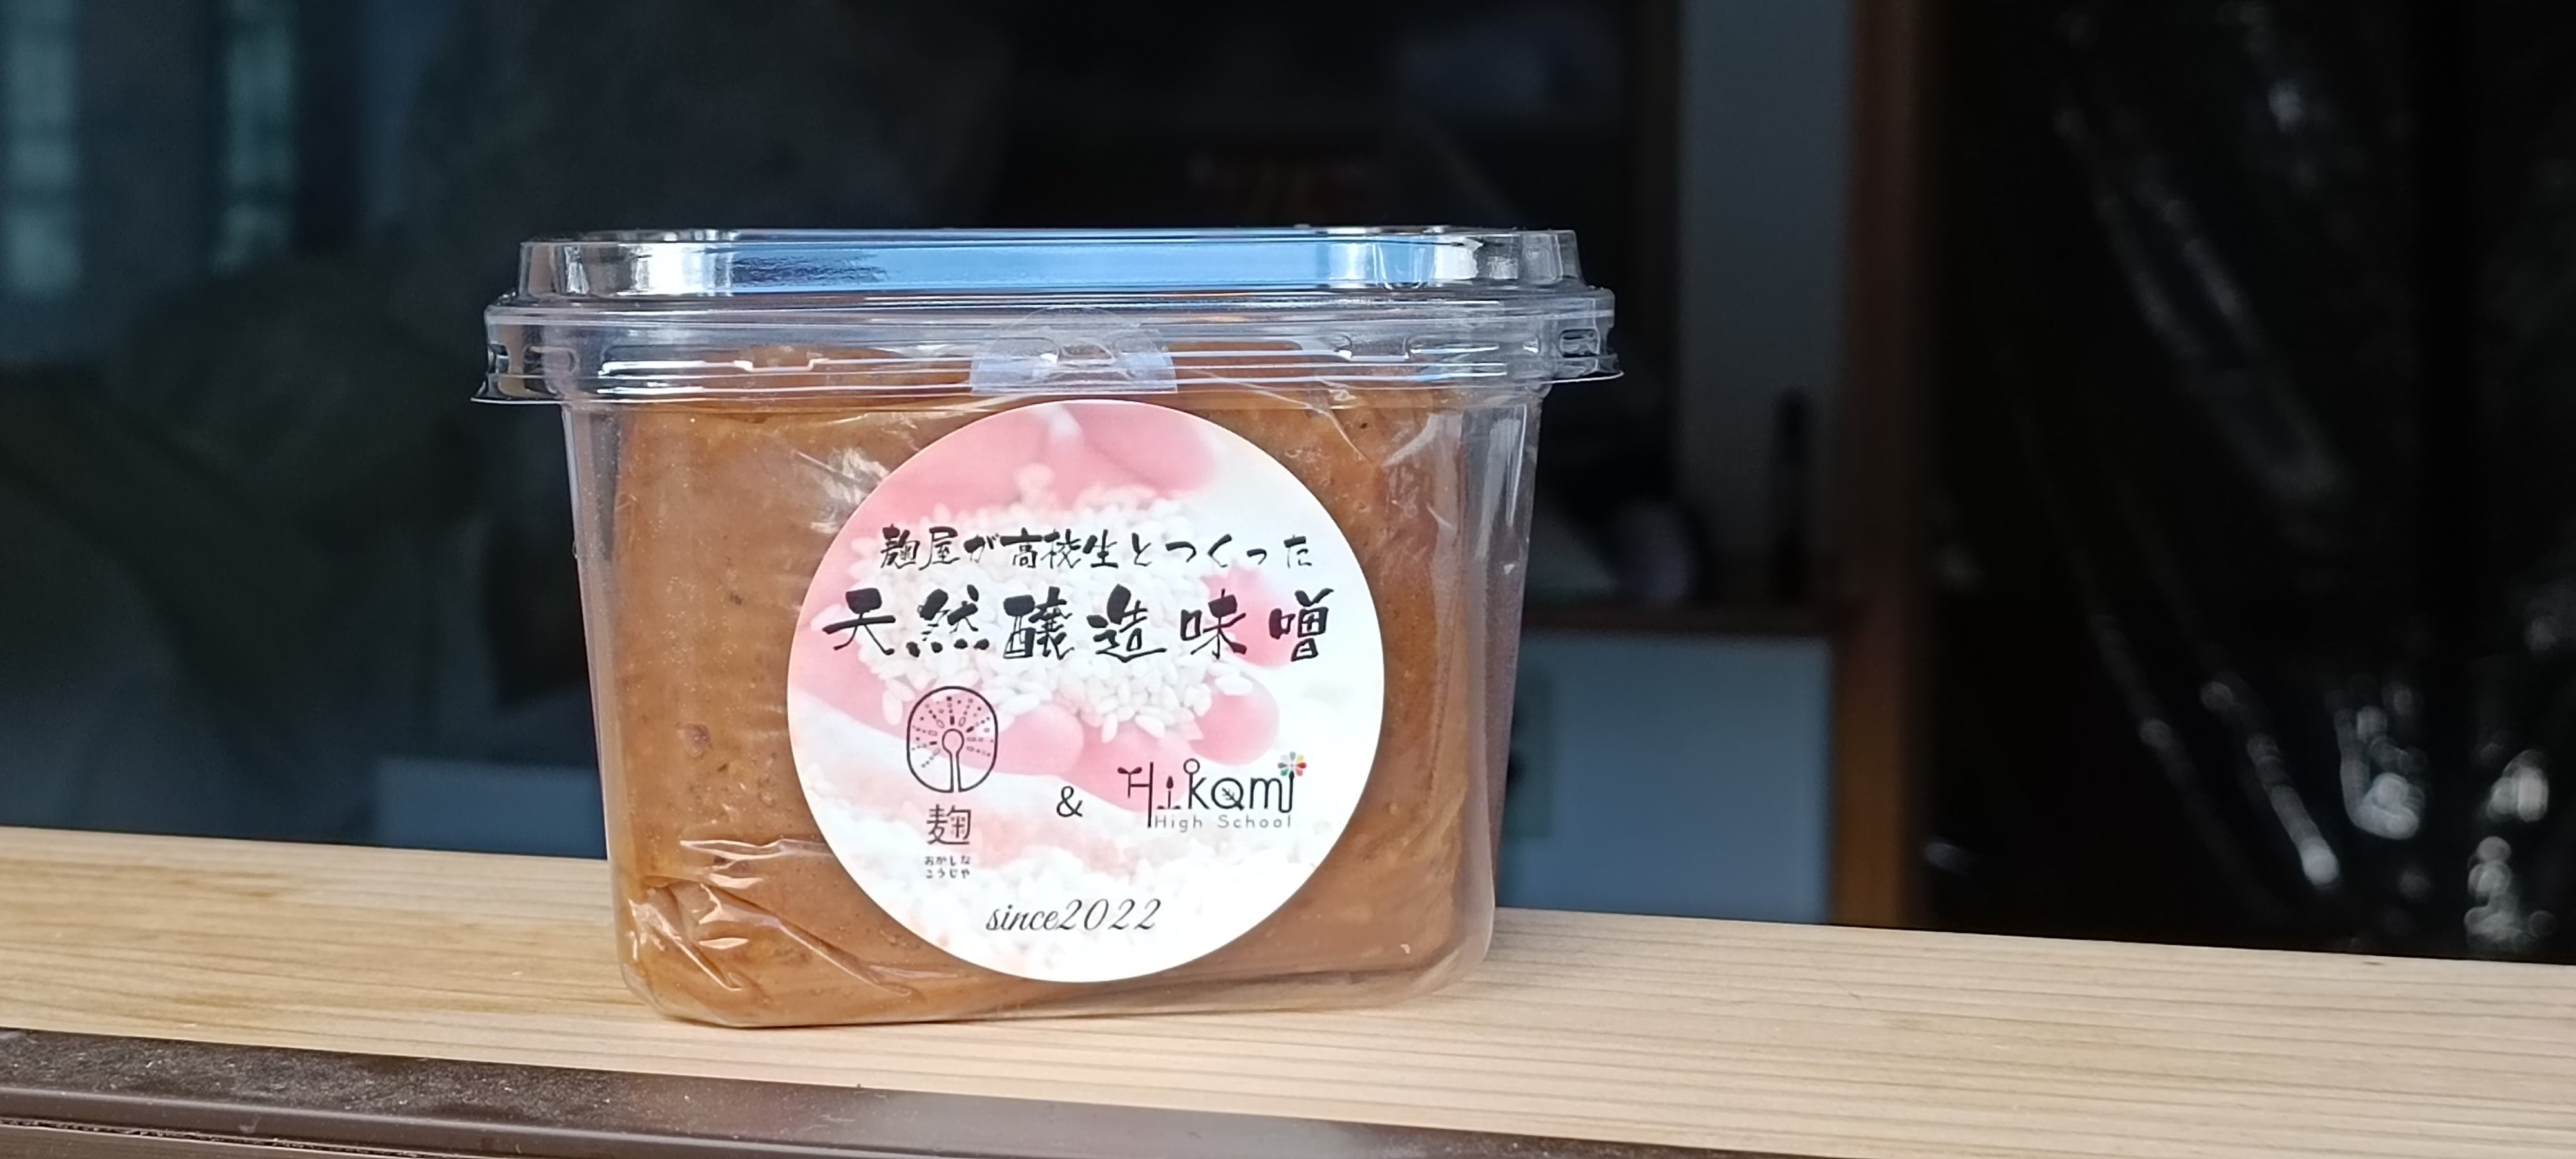 麹屋が高校生とつくった
天然醸造味噌
麹
おかしな
こうじや
&
Hikami
High School
since2022